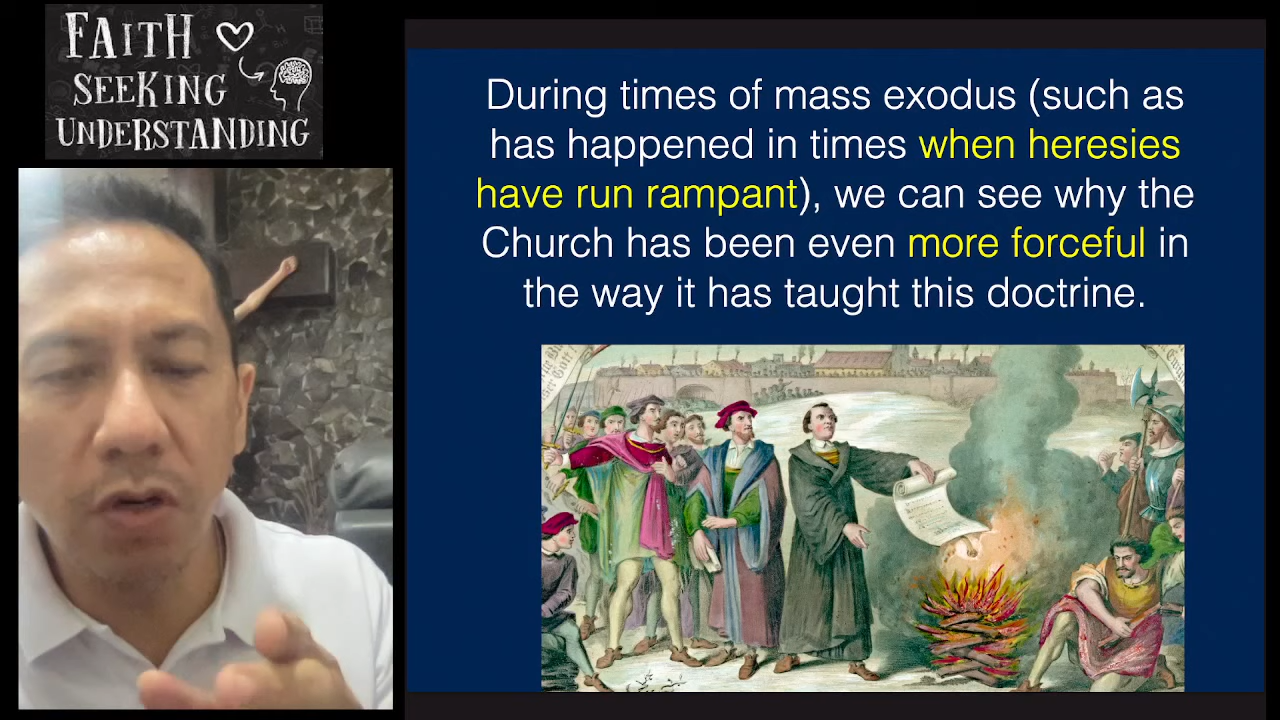 FAITH
SEEKING
UNDERSTANDING
During times of mass exodus (such as
has happened in times when heresies
have run rampant), we can see why the
Church has been even more forceful in
the way it has taught this doctrine.